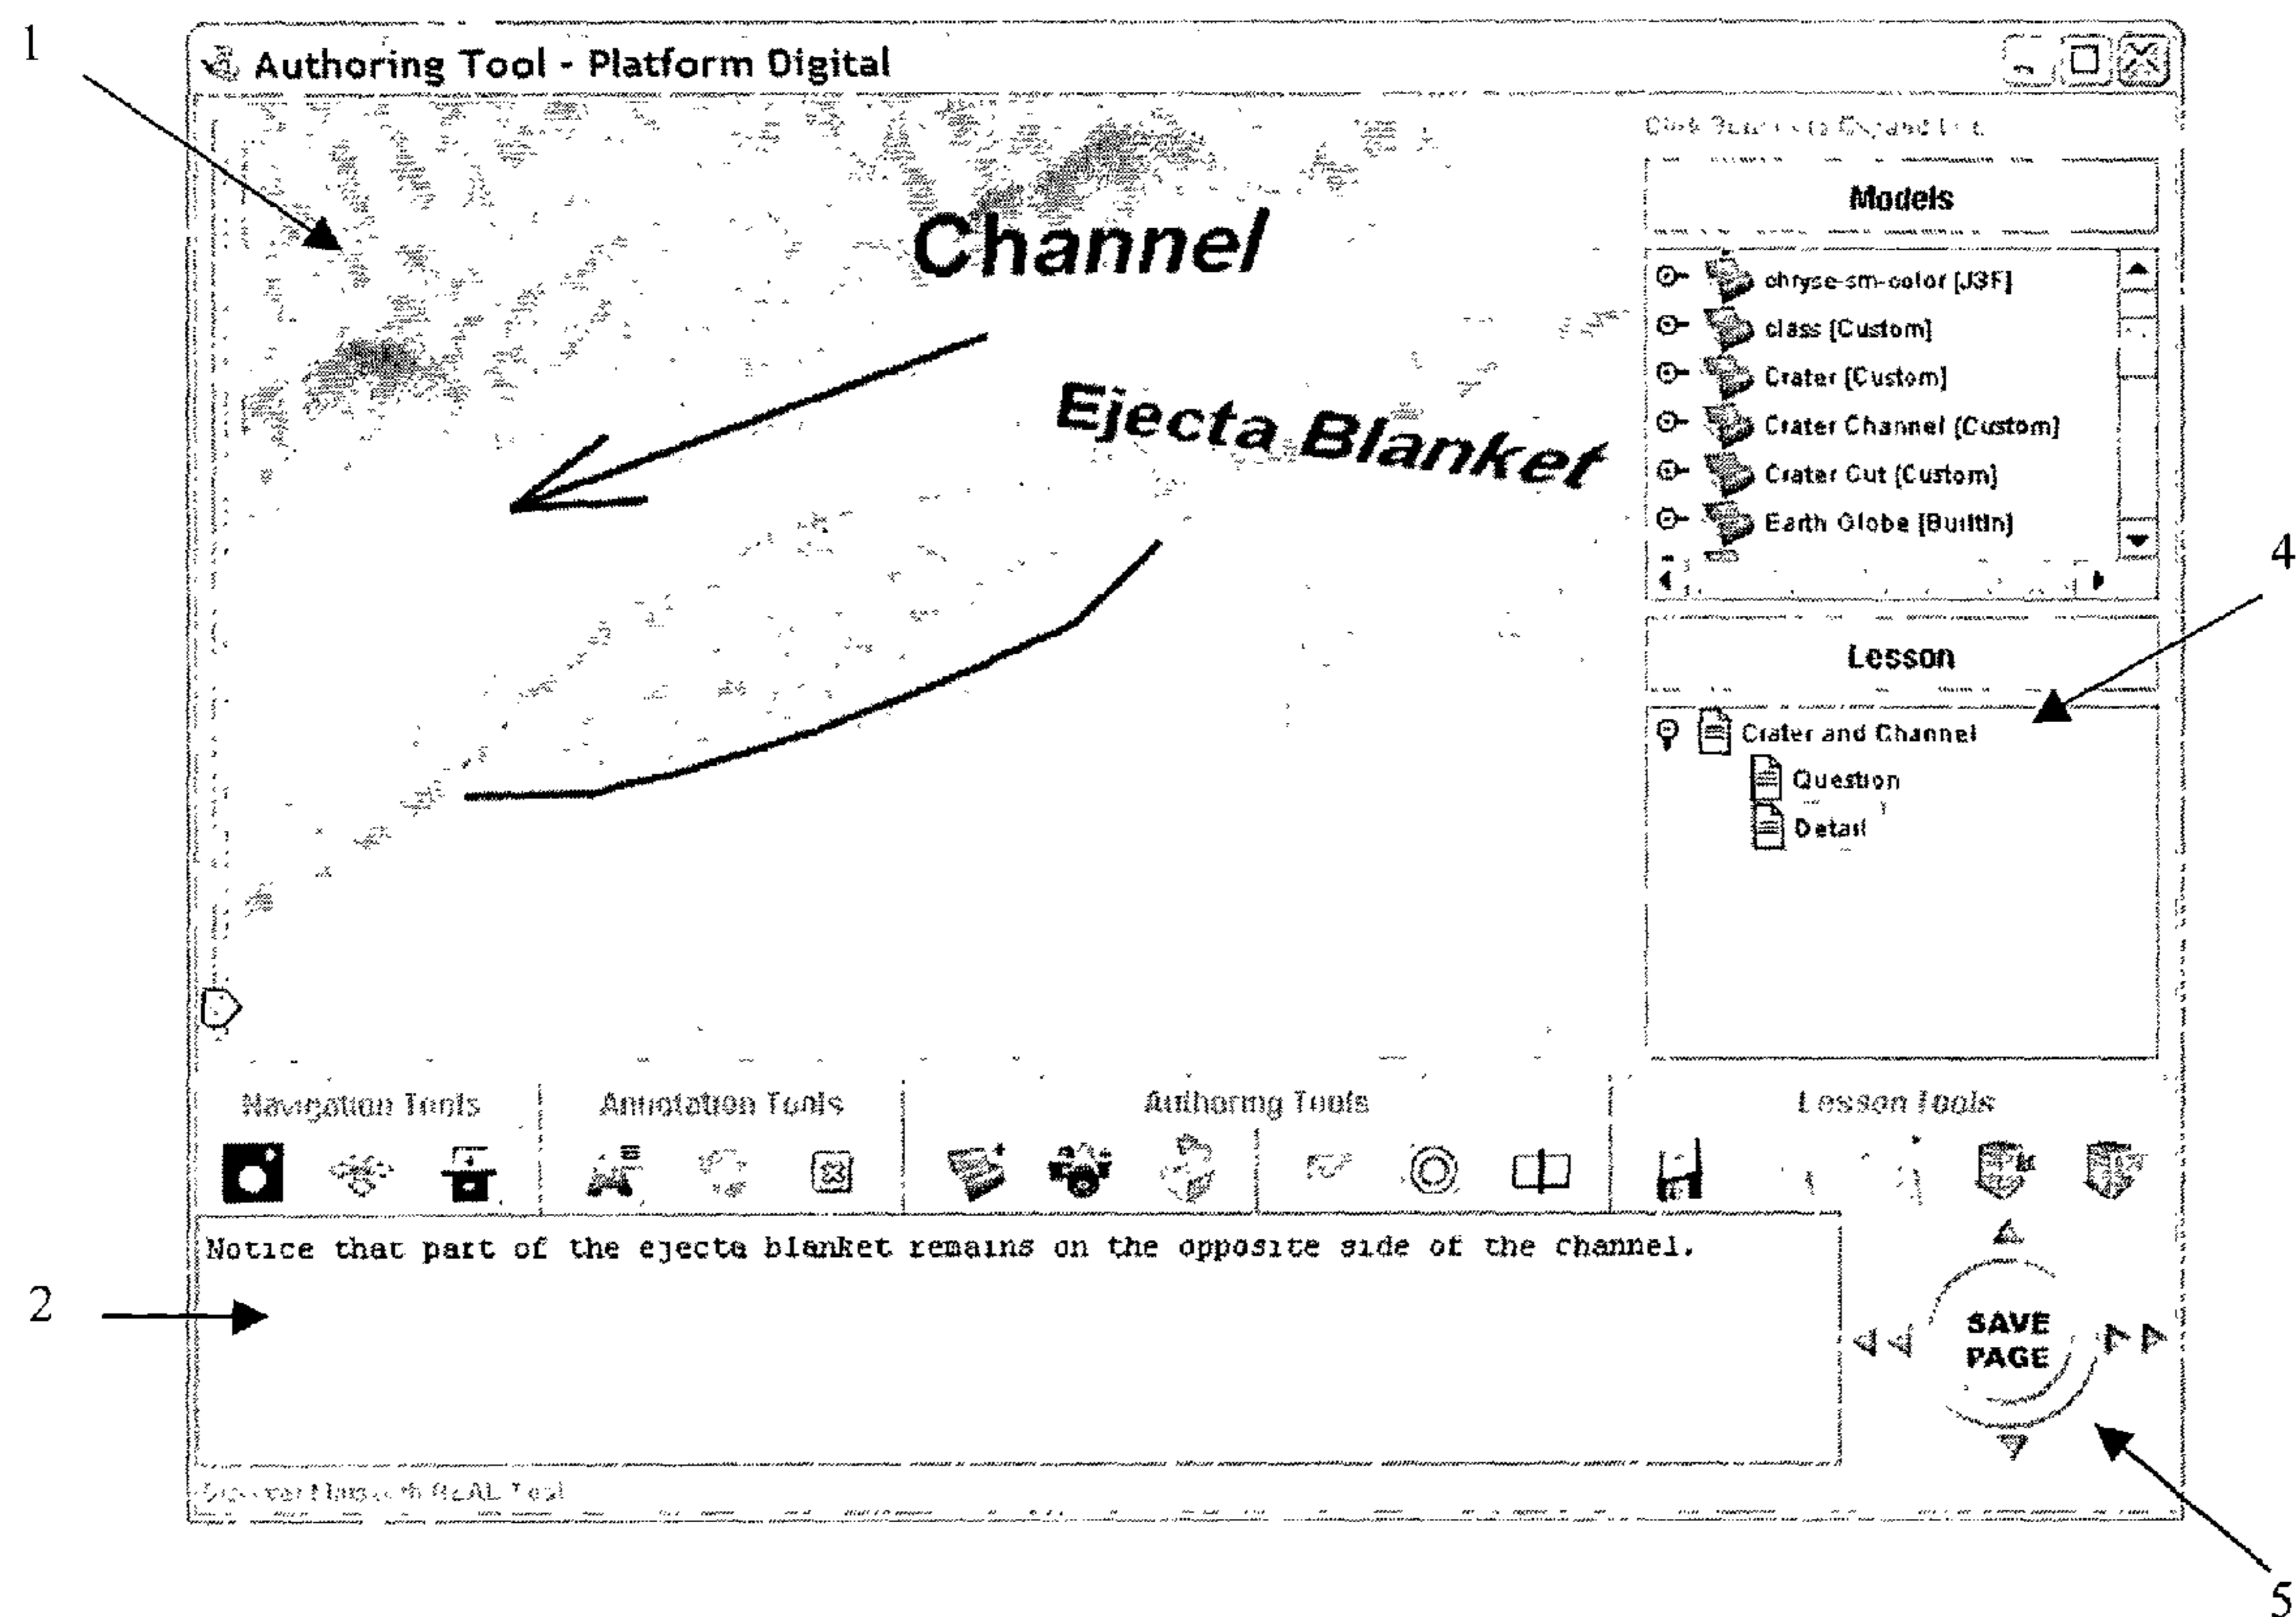 1
Authoring Tool - Platform Digital
Models
Channel
chryse-sm-color [J3F]
class [Custom]
Ejecta Blanket
Crater [Custom]
Crater Channel [Custom]
Crater Cut [Custom]
Earth Globe [Builtin]
4
Lesson
Crater and Channel
Question
Detail
Navigation Tools Annotation Tools Authoring Tools Lesson Tools
Notice that part of the ejecta blanket remains on the opposite side of the channel.
2
SAVE
PAGE
Tool
5